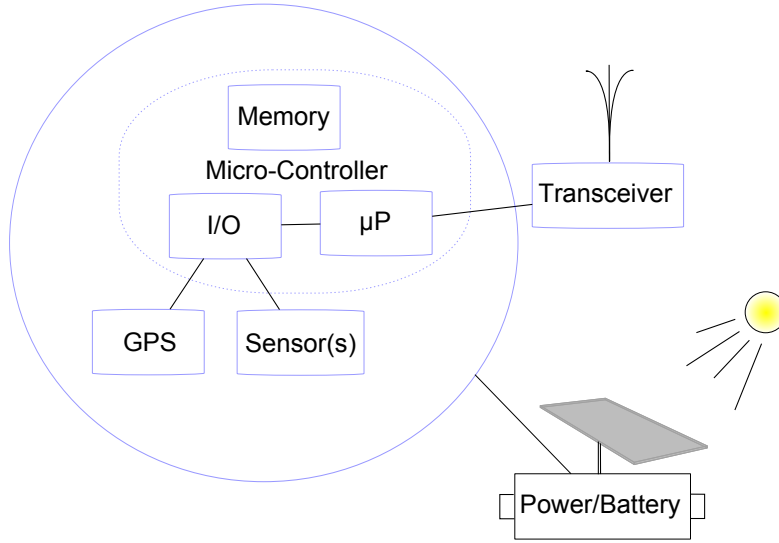 Memory
Micro-Controller
Transceiver
I/O
µP
GPS
Sensor(s)
Power/Battery